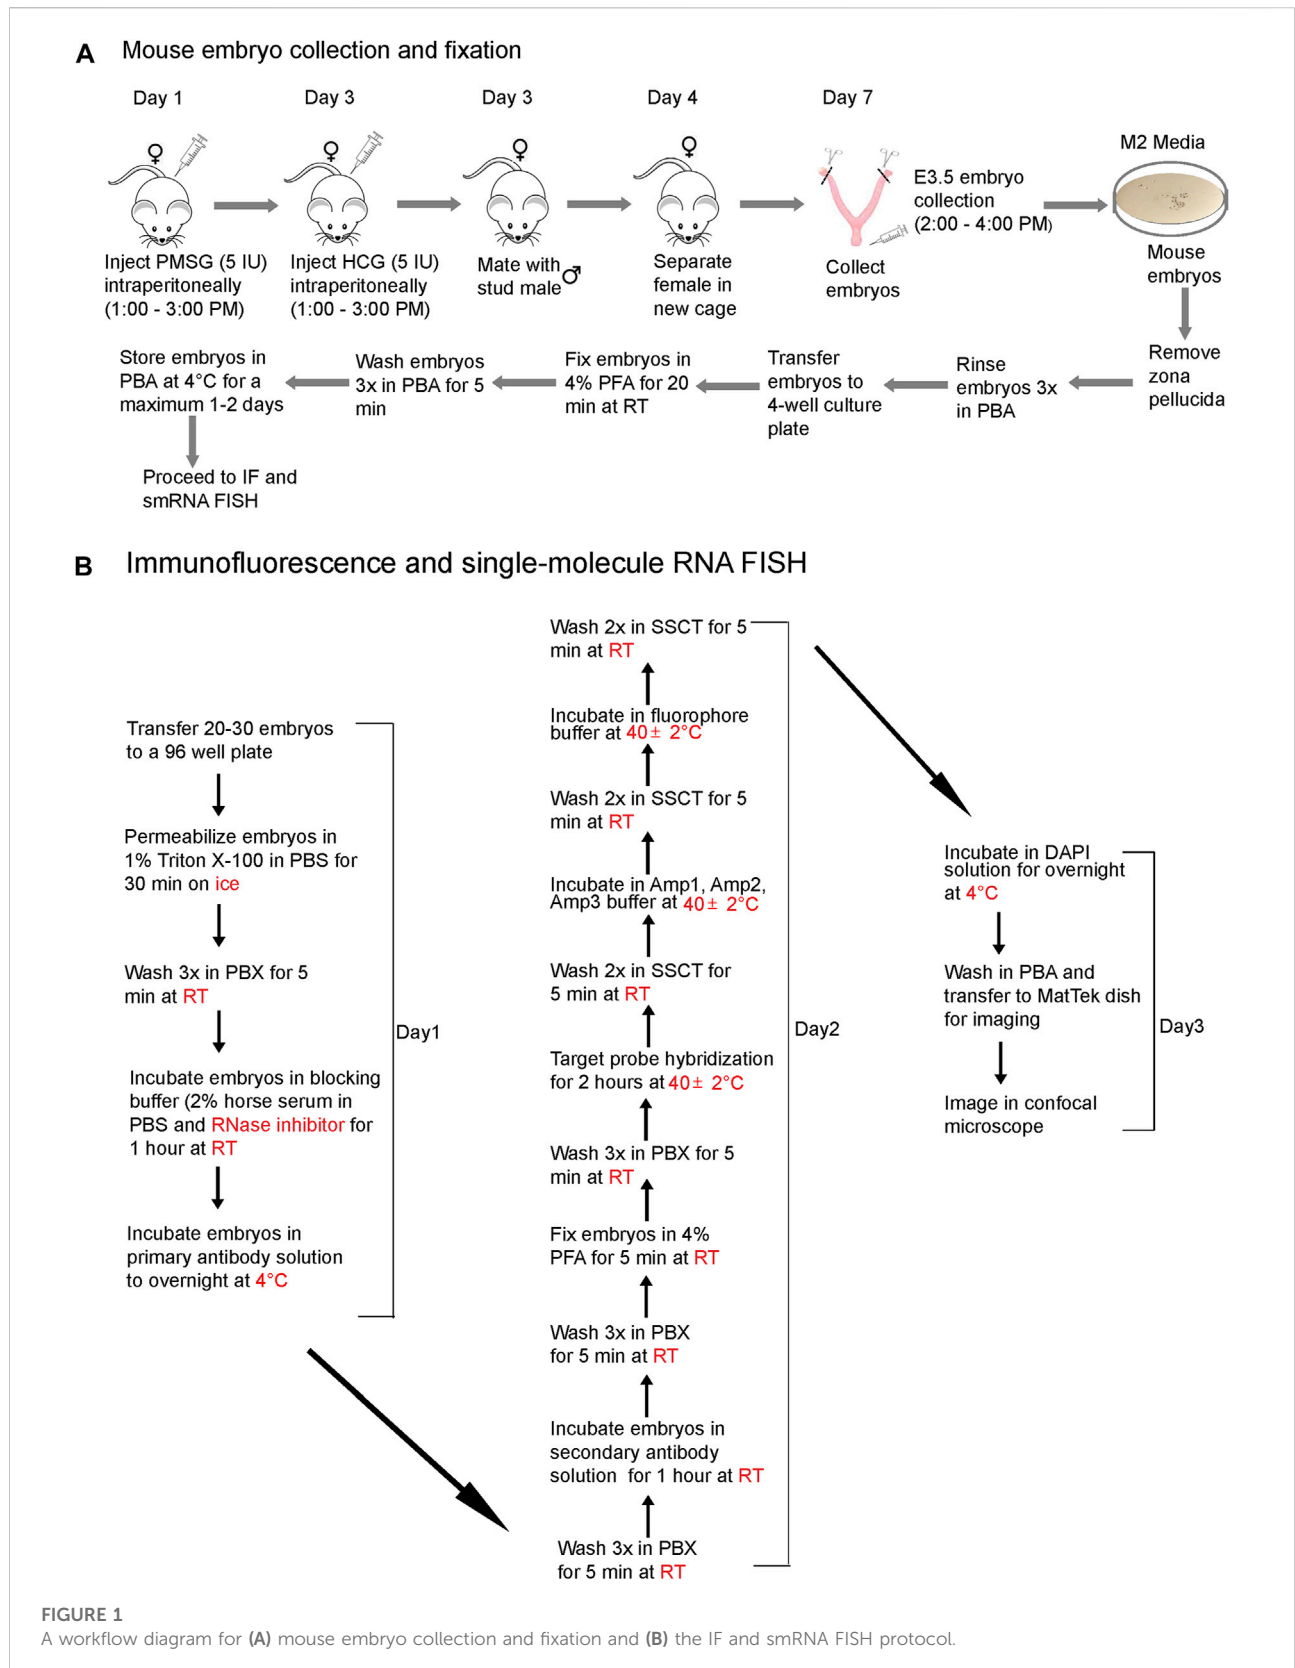 A Mouse embryo collection and fixation
Day 1
Day 3
Day 3
Day 4
Day 7
♀
♀
♀
♀
Inject PMSG (5 IU)
intraperitoneally
(1:00 - 3:00 PM)
Inject HCG (5 IU)
intraperitoneally
(1:00 - 3:00 PM)
Mate with
stud male ♂
Separate
female in
new cage
Collect
embryos
E3.5 embryo
collection
(2:00 - 4:00 PM)
M2 Media
Mouse
embryos
Remove
zona
pellucida
Rinse
embryos 3x
in PBA
Transfer
embryos to
4-well culture
plate
Fix embryos in
4% PFA for 20
min at RT
Wash embryos
3x in PBA for 5
min
Store embryos in
PBA at 4°C for a
maximum 1-2 days
Proceed to IF and
smRNA FISH
B Immunofluorescence and single-molecule RNA FISH
Transfer 20-30 embryos
to a 96 well plate
Permeabilize embryos in
1% Triton X-100 in PBS for
30 min on ice
Wash 3x in PBX for 5
min at RT
Incubate embryos in blocking
buffer (2% horse serum in
PBS and RNase inhibitor for
1 hour at RT
Incubate embryos in
primary antibody solution
to overnight at 4°C
Day1
Wash 3x in PBX
for 5 min at RT
Incubate embryos in
secondary antibody
solution for 1 hour at RT
Wash 3x in PBX
for 5 min at RT
Fix embryos in 4%
PFA for 5 min at RT
Wash 3x in PBX for 5
min at RT
Target probe hybridization
for 2 hours at 40± 2°C
Wash 2x in SSCT for
5 min at RT
Incubate in Amp1, Amp2,
Amp3 buffer at 40± 2°C
Wash 2x in SSCT for 5
min at RT
Incubate in fluorophore
buffer at 40± 2°C
Wash 2x in SSCT for 5
min at RT
Day2
Incubate in DAPI
solution for overnight
at 4°C
Wash in PBA and
transfer to MatTek dish
for imaging
Image in confocal
microscope
Day3
FIGURE 1
A workflow diagram for (A) mouse embryo collection and fixation and (B) the IF and smRNA FISH protocol.